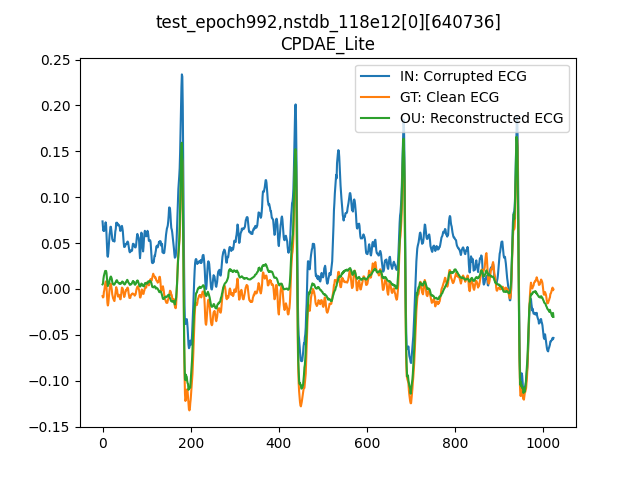 test_epoch992,nstdb_118e12[0][640736]
CPDAE_Lite
IN: Corrupted ECG
GT: Clean ECG
OU: Reconstructed ECG
0.25
0.20
0.15
0.10
0.05
0.00
−0.05
−0.10
−0.15
0 200 400 600 800 1000